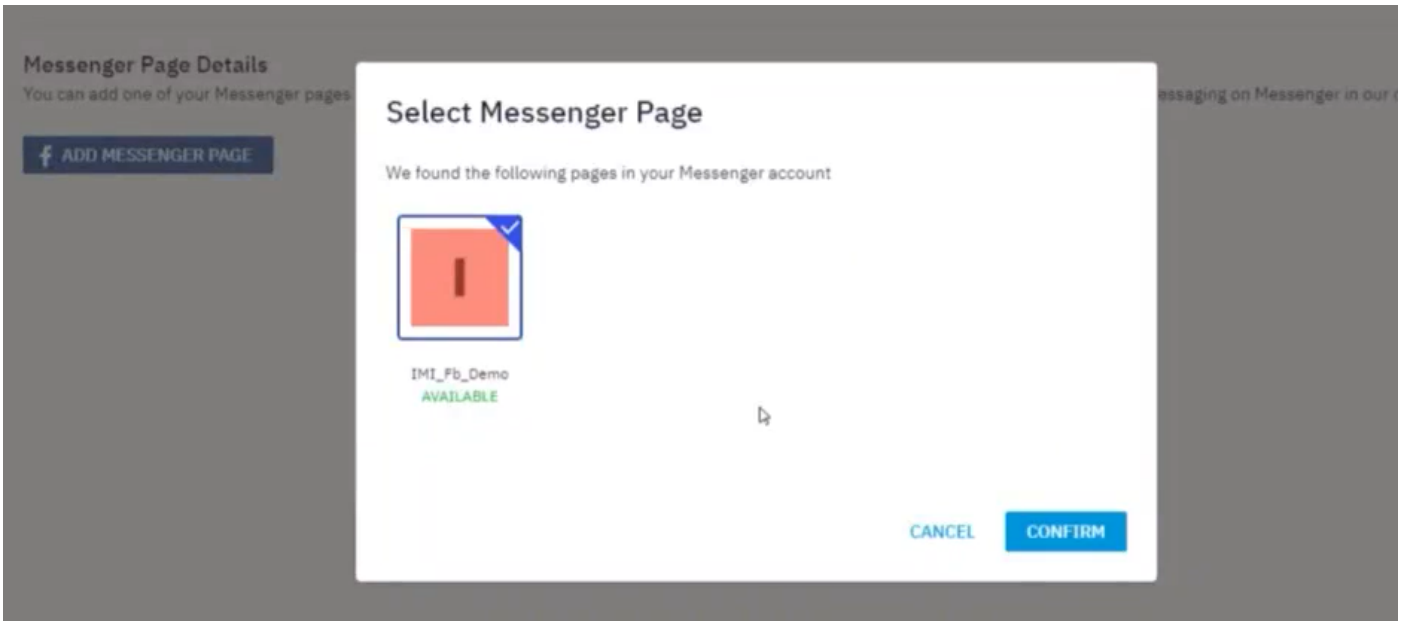 Messenger Page Details
You can add one of your Messenger pages
essaging on Messenger in our
ADD MESSENGER PAGE
Select Messenger Page
We found the following pages in your Messenger account
I
IMI_Fb_Demo
AVAILABLE
CANCEL
CONFIRM